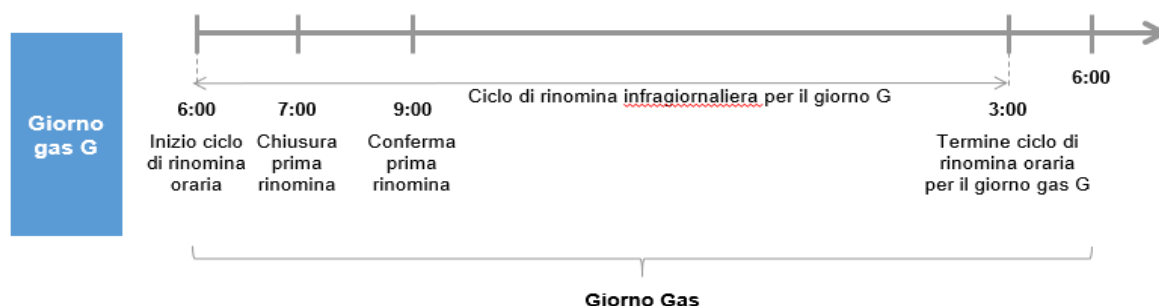 Giorno
gas G
6:00
Ciclo di rinomina infragiornaliera per il giorno G
6:00
7:00
9:00
3:00
Inizio ciclo
di rinomina
oraria
Chiusura
prima
rinomina
Conferma
prima
rinomina
Termine ciclo di
rinomina oraria
per il giorno gas G
Giorno Gas